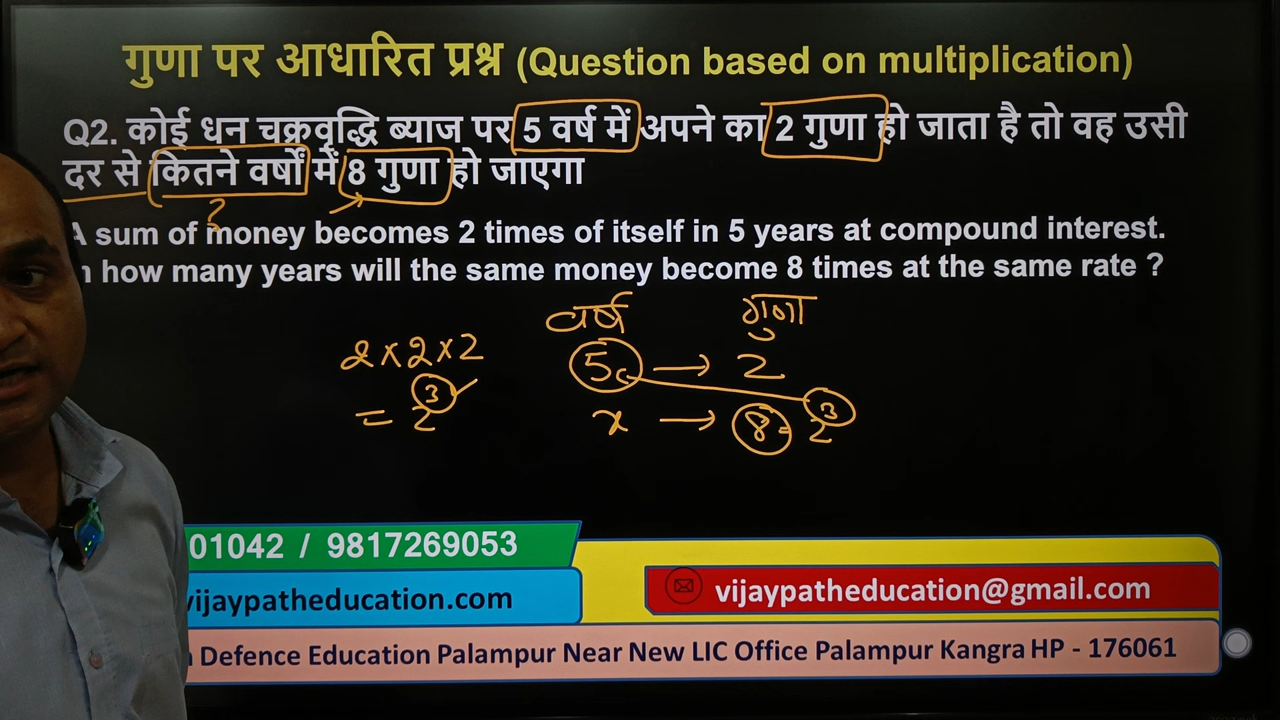 गुणा पर आधारित प्रश्न (Question based on multiplication)
Q2. कोई धन चक्रवृद्धि ब्याज पर 5 वर्ष में अपने का 2 गुणा हो जाता है तो वह उसी
दर से कितने वर्षों में 8 गुणा हो जाएगा
?
A sum of money becomes 2 times of itself in 5 years at compound interest.
how many years will the same money become 8 times at the same rate ?
वर्ष गुणा
2×2×2 5 → 2
= 2³ x → 8 = 2³
01042 / 9817269053
vijaypatheducation.com
vijaypatheducation@gmail.com
Defence Education Palampur Near New LIC Office Palampur Kangra HP - 176061